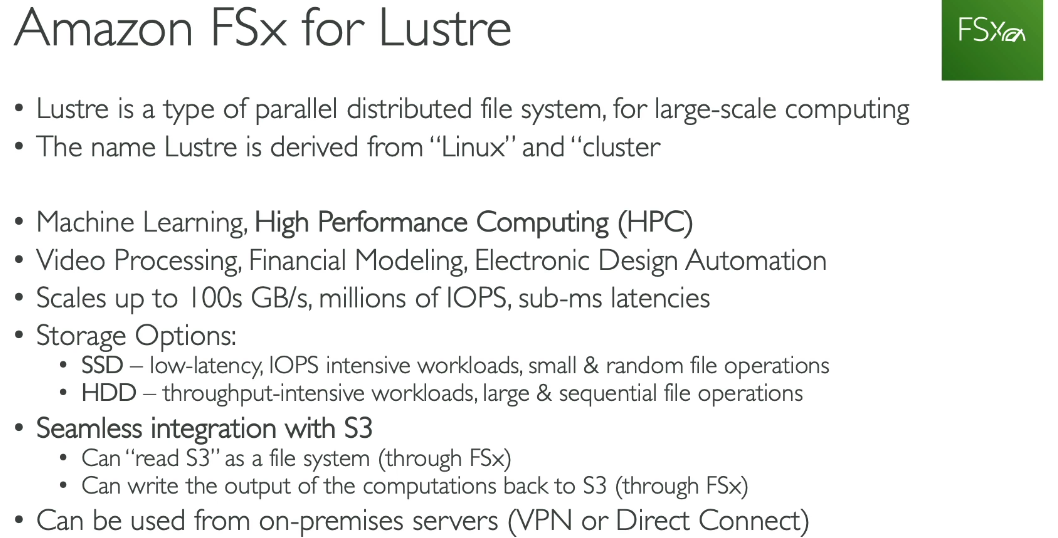 Amazon FSx for Lustre
FSx
• Lustre is a type of parallel distributed file system, for large-scale computing
• The name Lustre is derived from “Linux” and “cluster
• Machine Learning, High Performance Computing (HPC)
• Video Processing, Financial Modeling, Electronic Design Automation
• Scales up to 100s GB/s, millions of IOPS, sub-ms latencies
• Storage Options:
• SSD – low-latency, IOPS intensive workloads, small & random file operations
• HDD – throughput-intensive workloads, large & sequential file operations
• Seamless integration with S3
• Can “read S3” as a file system (through FSx)
• Can write the output of the computations back to S3 (through FSx)
• Can be used from on-premises servers (VPN or Direct Connect)